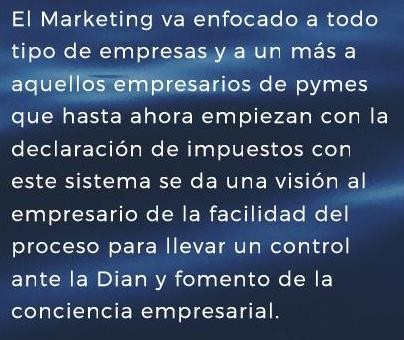 El Marketing va enfocado a todo
tipo de empresas y a un más a
aquellos empresarios de pymes
que hasta ahora empiezan con la
declaración de impuestos con
este sistema se da una visión al
empresario de la facilidad del
proceso para llevar un control
ante la Dian y fomento de la
conciencia empresarial.